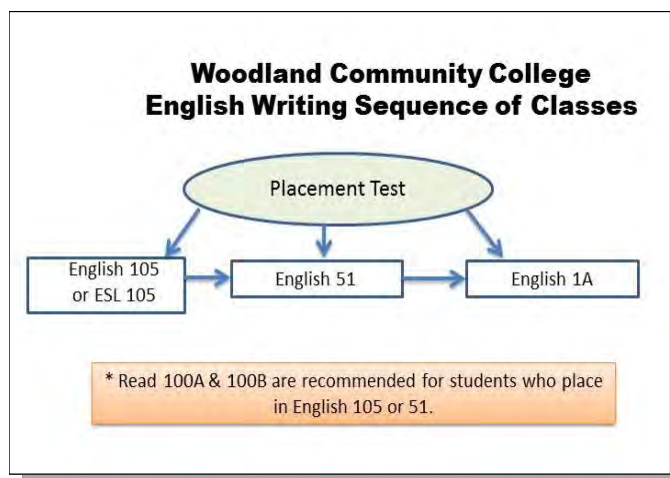 Woodland Community College
English Writing Sequence of Classes
Placement Test
English 105
or ESL 105
English 51
English 1A
* Read 100A & 100B are recommended for students who place
in English 105 or 51.